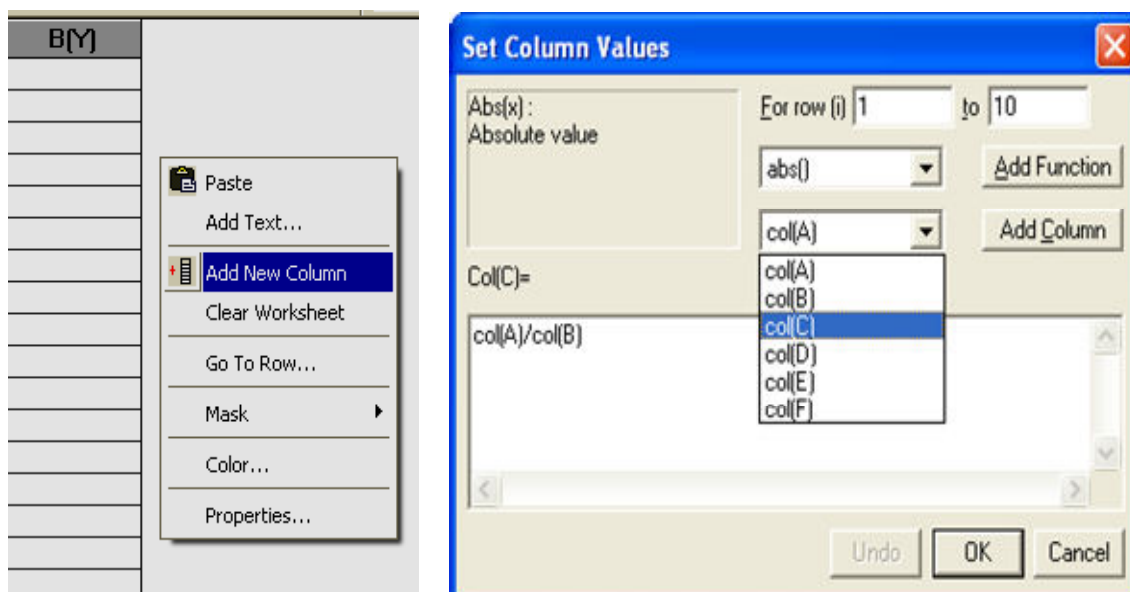 B(Y)
Paste
Add Text...
Add New Column
Clear Worksheet
Go To Row...
Mask
Color...
Properties...
Set Column Values
Abs(x) :
Absolute value
For row (i) 1 to 10
abs() Add Function
col(A) Add Column
Col(C)=
col(A)
col(B)
col(C)
col(D)
col(E)
col(F)
col(A)/col(B)
Undo OK Cancel